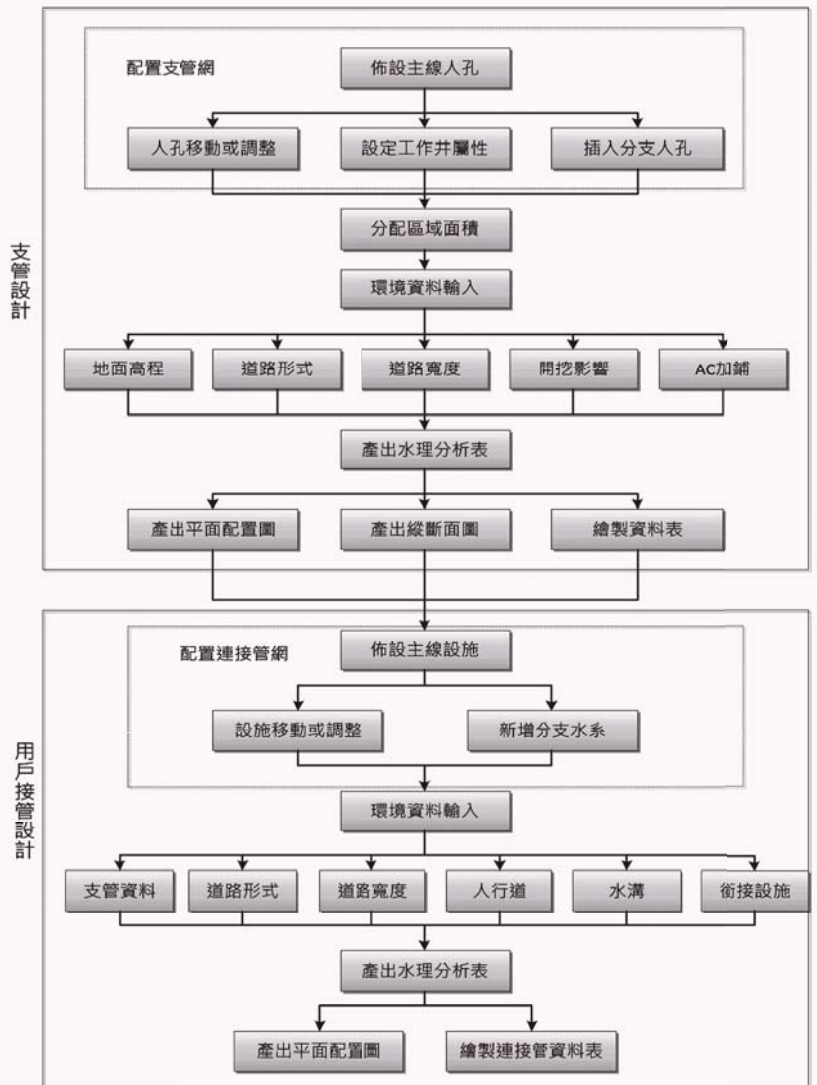 支管設計
配置支管網
佈設主線人孔
人孔移動或調整
設定工作井屬性
插入分支人孔
分配區域面積
環境資料輸入
地面高程
道路形式
道路寬度
開挖影響
AC加鋪
產出水理分析表
產出平面配置圖
產出縱斷面圖
繪製資料表
用戶接管設計
配置連接管網
佈設主線設施
設施移動或調整
新增分支水系
環境資料輸入
支管資料
道路形式
道路寬度
人行道
水溝
銜接設施
產出水理分析表
產出平面配置圖
繪製連接管資料表